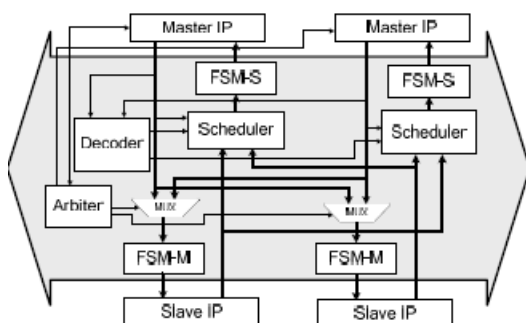 Master IP
Master IP
FSM-S
FSM-S
Scheduler
Scheduler
Decoder
Arbiter
MUX
MUX
FSM-M
FSM-M
Slave IP
Slave IP